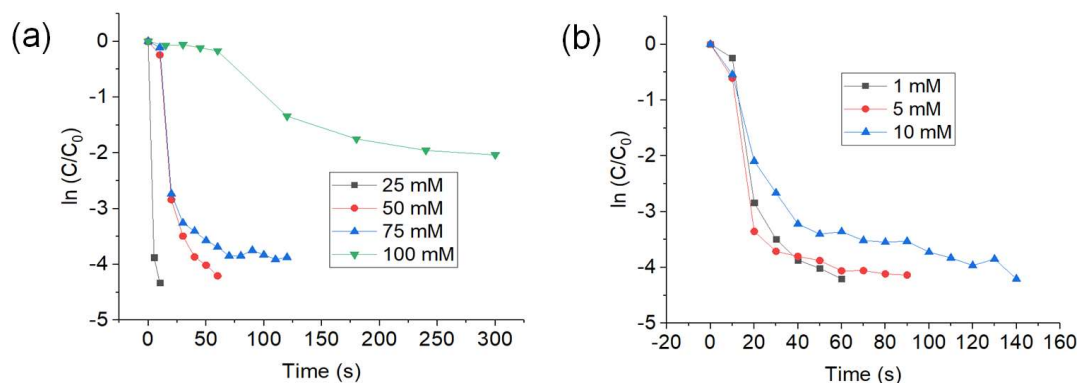 (a)
ln (C/C0)
0
-1
-2
-3
-4
-5
25 mM
50 mM
75 mM
100 mM
0 50 100 150 200 250 300
Time (s)
(b)
ln (C/C0)
0
-1
-2
-3
-4
-5
1 mM
5 mM
10 mM
-20 0 20 40 60 80 100 120 140 160
Time (s)